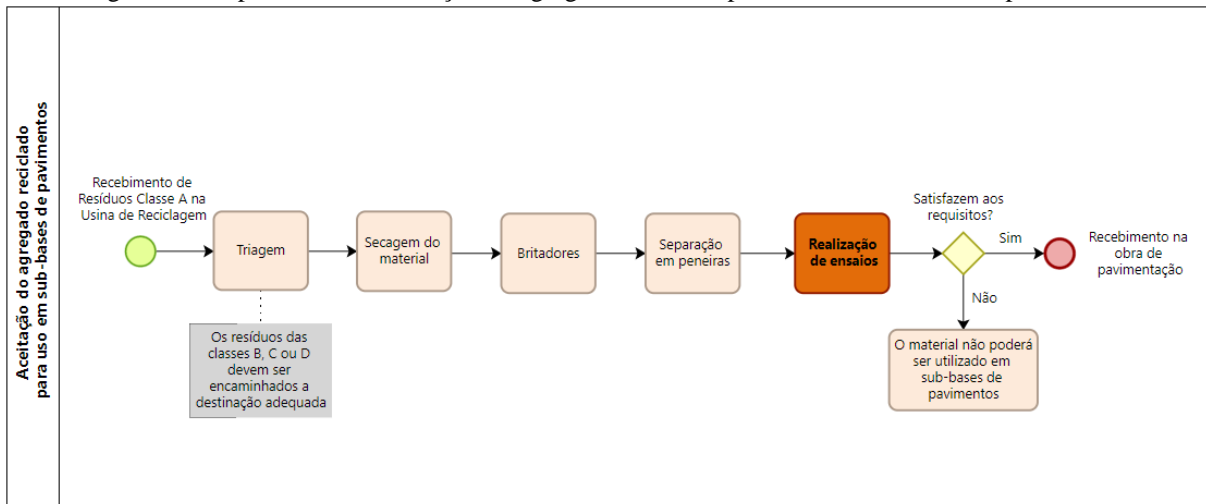 Aceitação do agregado reciclado
para uso em sub-bases de pavimentos
Recebimento de
Resíduos Classe A na
Usina de Reciclagem
Triagem
Os resíduos das
classes B, C ou D
devem ser
encaminhados a
destinação adequada
Secagem do
material
Britadores
Separação
em peneiras
Realização
de ensaios
Satisfazem aos
requisitos?
Sim
Recebimento na
obra de
pavimentação
Não
O material não poderá
ser utilizado em
sub-bases de
pavimentos